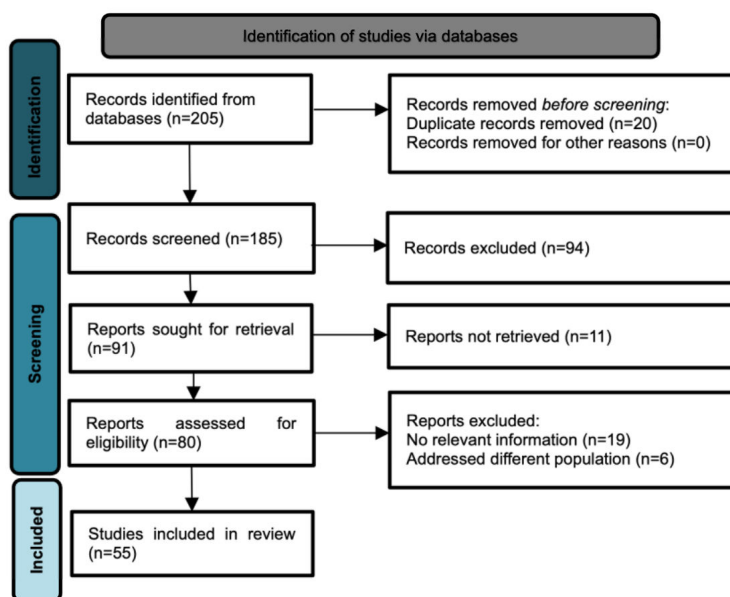 Identification of studies via databases
Identification
Records identified from
databases (n=205)
Records removed before screening:
Duplicate records removed (n=20)
Records removed for other reasons (n=0)
Screening
Records screened (n=185)
Records excluded (n=94)
Reports sought for retrieval
(n=91)
Reports not retrieved (n=11)
Reports assessed for
eligibility (n=80)
Reports excluded:
No relevant information (n=19)
Addressed different population (n=6)
Included
Studies included in review
(n=55)